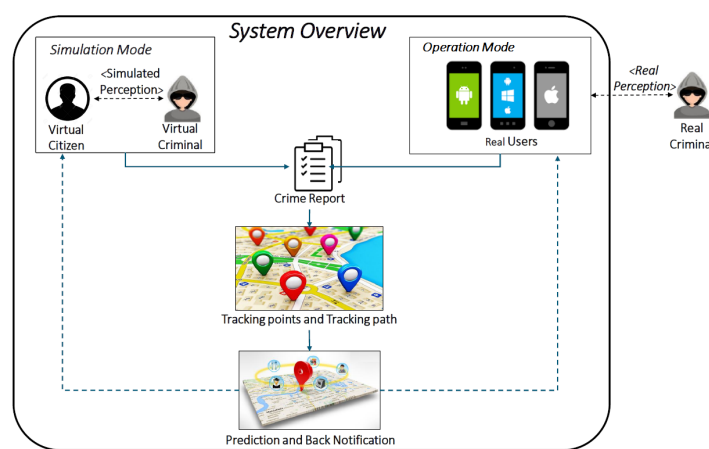 System Overview
Simulation Mode
<Simulated
Perception>
Virtual
Citizen
Virtual
Criminal
Operation Mode
Real Users
<Real
Perception>
Real
Criminal
Crime Report
Tracking points and Tracking path
Prediction and Back Notification